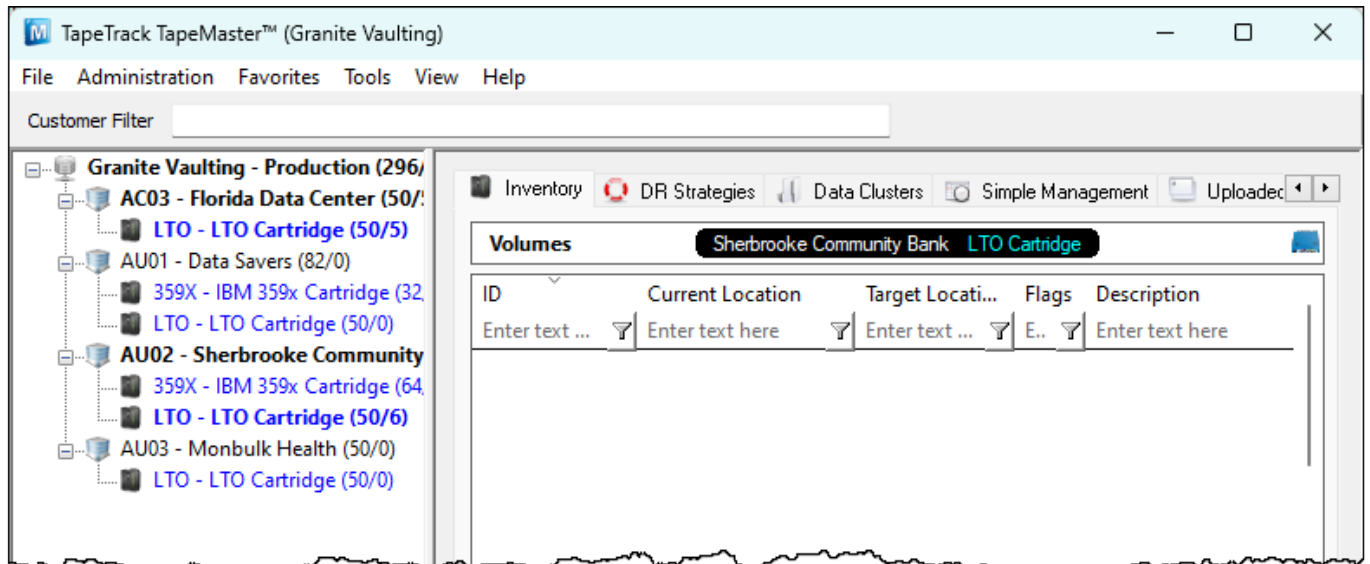 TapeTrack TapeMaster™ (Granite Vaulting)
File Administration Favorites Tools View Help
Customer Filter
Granite Vaulting - Production (296/
AC03 - Florida Data Center (50/
LTO - LTO Cartridge (50/5)
AU01 - Data Savers (82/0)
359X - IBM 359x Cartridge (32,
LTO - LTO Cartridge (50/0)
AU02 - Sherbrooke Community
359X - IBM 359x Cartridge (64,
LTO - LTO Cartridge (50/6)
AU03 - Monbulk Health (50/0)
LTO - LTO Cartridge (50/0)
Inventory DR Strategies Data Clusters Simple Management Uploaded
Volumes Sherbrooke Community Bank LTO Cartridge
ID Current Location Target Locati... Flags Description
Enter text ... Enter text here Enter text ... E.. Enter text here